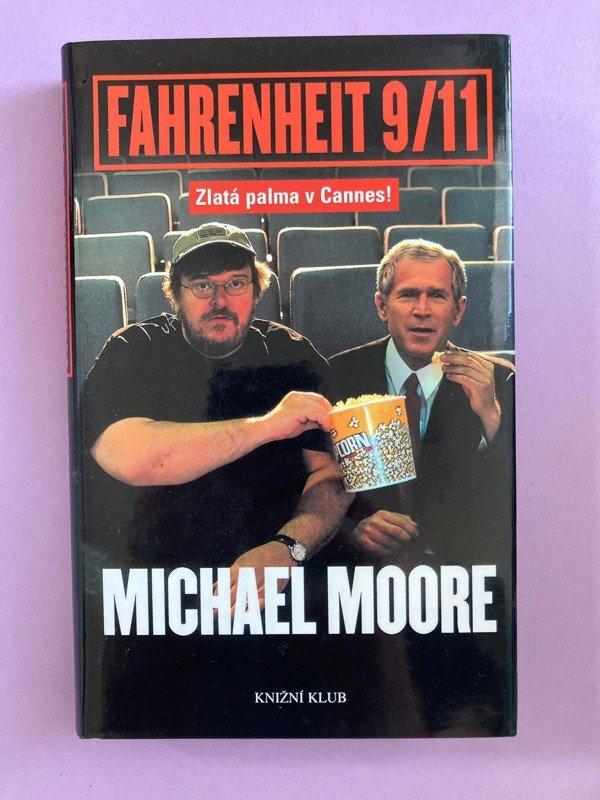 FAHRENHEIT 9/11
Zlatá palma v Cannes!
MICHAEL MOORE
KNIŽNÍ KLUB